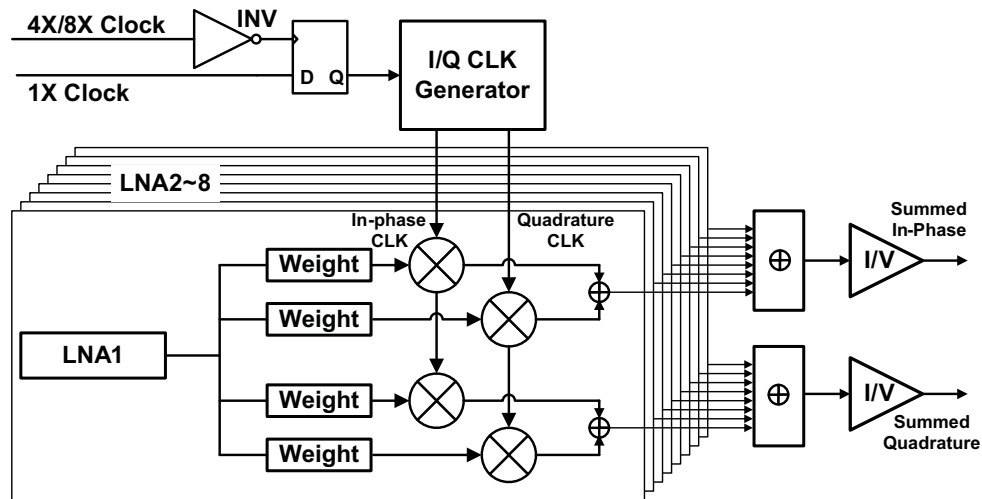 4X/8X Clock
INV
D Q
1X Clock
I/Q CLK
Generator
LNA2~8
In-phase
CLK
Quadrature
CLK
Weight
Weight
LNA1
Weight
Weight
Summed
In-Phase
I/V
I/V
Summed
Quadrature